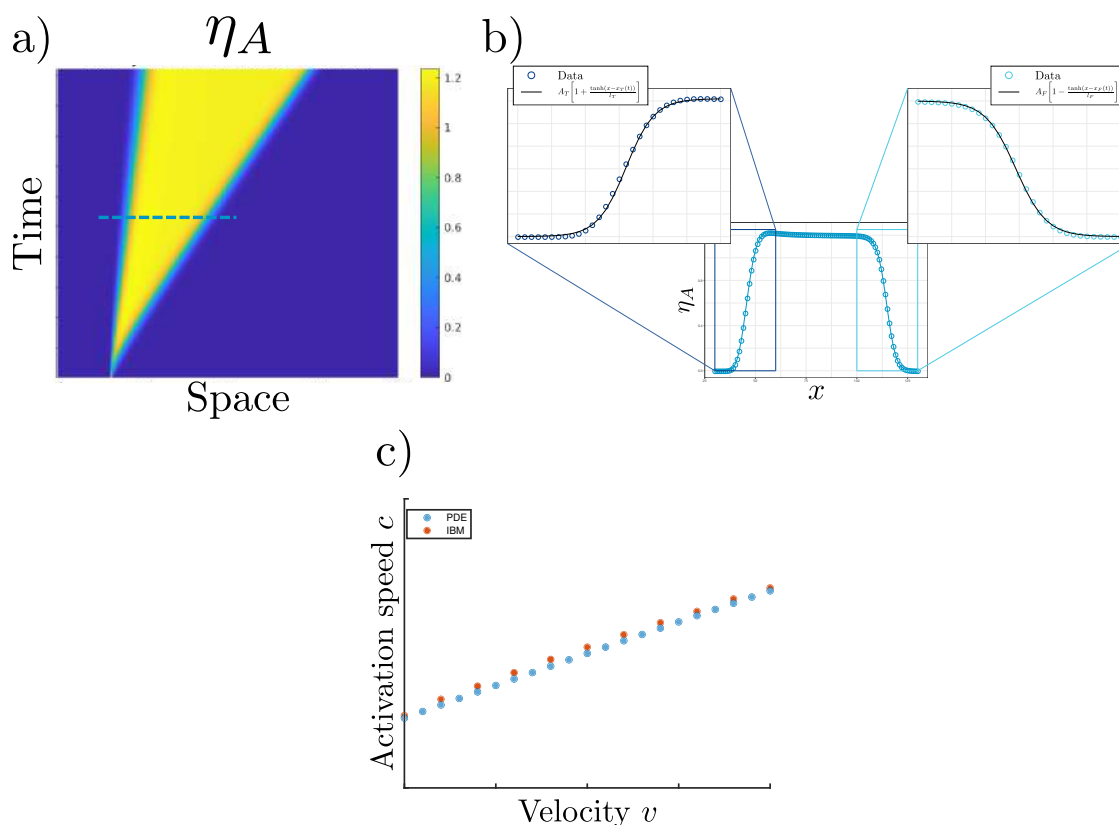 a)
η_A
Time
Space
1.2
1
0.8
0.6
0.4
0.2
0
b)
Data
A_T[1 + tanh(x−x_T(t))/l_T]
Data
A_F[1 − tanh(x−x_F(t))/l_F]
η_A
x
c)
PDE
IBM
Activation speed c
Velocity v